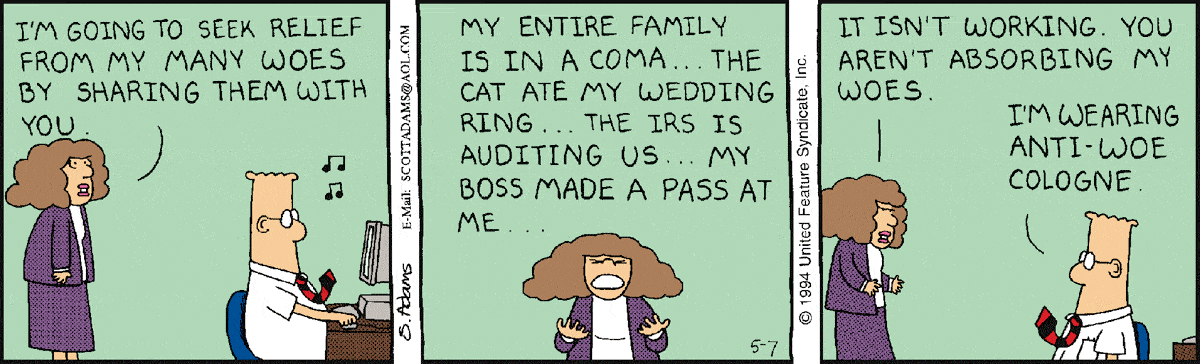 I'M GOING TO SEEK RELIEF
FROM MY MANY WOES
BY SHARING THEM WITH
YOU.
S. Adams E-Mail: SCOTTADAMS@AOL.COM
MY ENTIRE FAMILY
IS IN A COMA... THE
CAT ATE MY WEDDING
RING... THE IRS IS
AUDITING US... MY
BOSS MADE A PASS AT
ME...
5-7
© 1994 United Feature Syndicate, Inc.
IT ISN'T WORKING. YOU
AREN'T ABSORBING MY
WOES.
I'M WEARING
ANTI-WOE
COLOGNE.